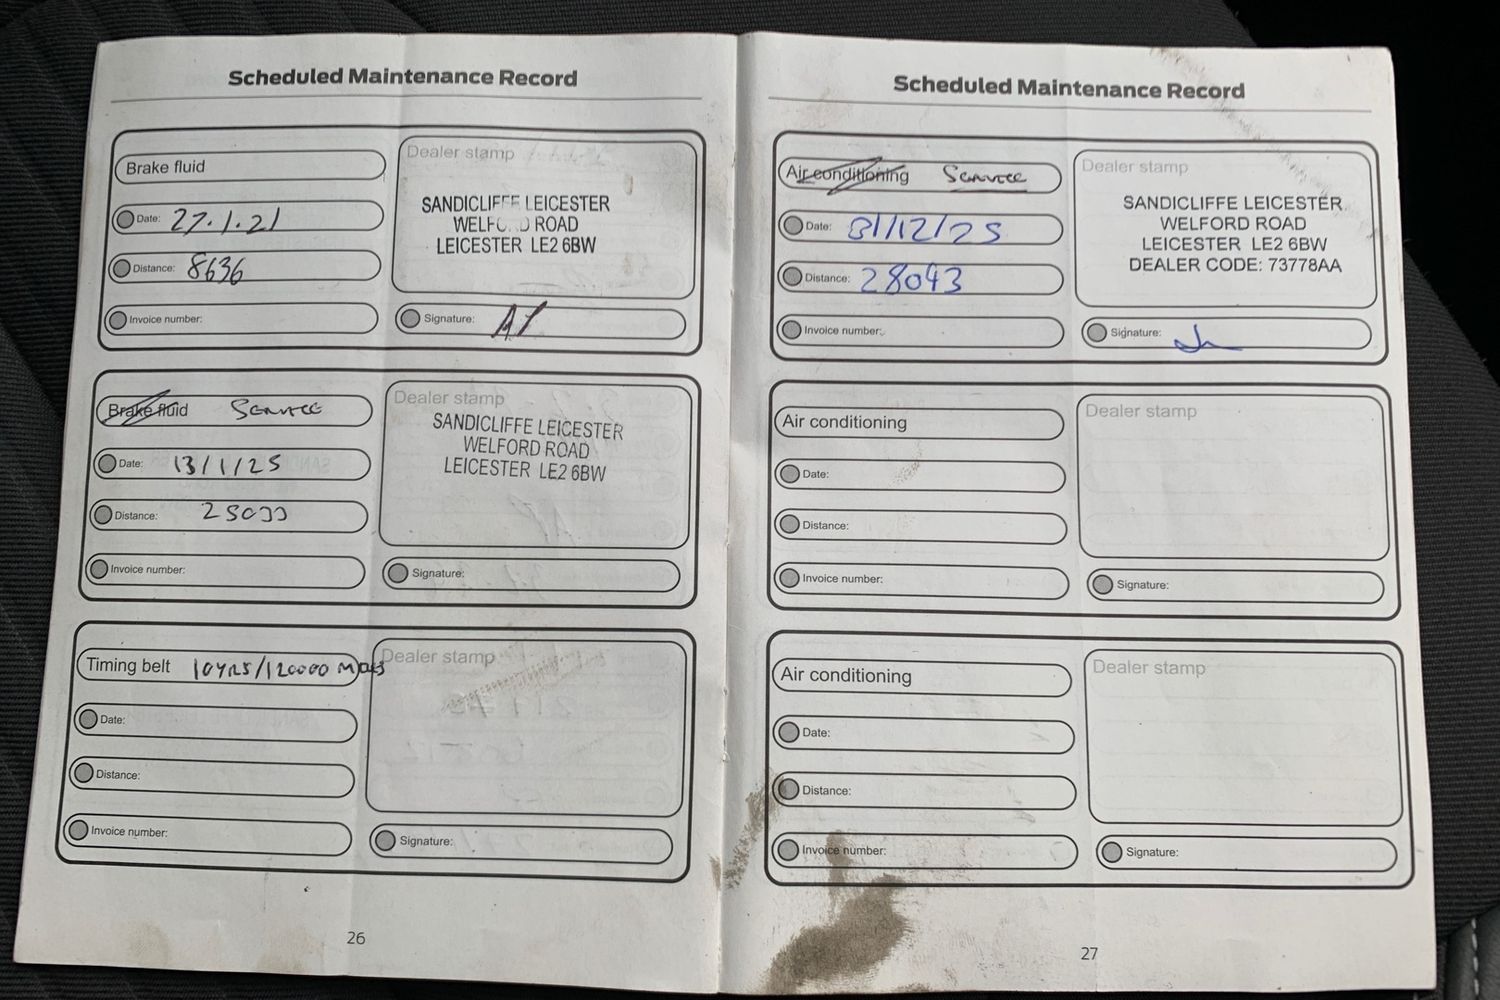 Scheduled Maintenance Record
Brake fluid
Date: 27.1.21
Distance: 8636
Invoice number:
Dealer stamp
SANDICLIFFE LEICESTER
WELFORD ROAD
LEICESTER LE2 6BW
Signature:
Brake fluid SERVICE
Date: 13/1/25
Distance:
Invoice number:
Dealer stamp
SANDICLIFFE LEICESTER
WELFORD ROAD
LEICESTER LE2 6BW
Signature:
Timing belt 10YRS/120000 Miles
Date:
Distance:
Invoice number:
Dealer stamp
Signature:
26
Scheduled Maintenance Record
Air conditioning SERVICE
Date: 31/12/25
Distance: 28043
Invoice number:
Dealer stamp
SANDICLIFFE LEICESTER
WELFORD ROAD
LEICESTER LE2 6BW
DEALER CODE: 73778AA
Signature:
Air conditioning
Date:
Distance:
Invoice number:
Dealer stamp
Signature:
Air conditioning
Date:
Distance:
Invoice number:
Dealer stamp
Signature:
27